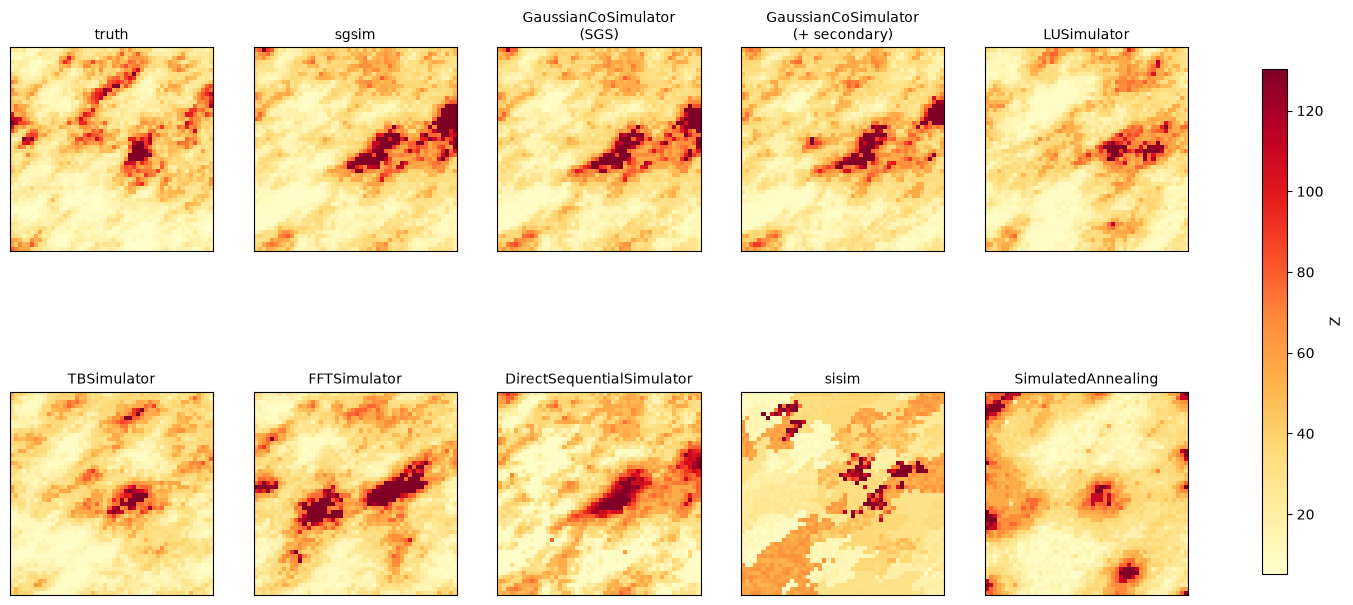 truth
sgsim
GaussianCoSimulator
(SGS)
GaussianCoSimulator
(+ secondary)
LUSimulator
120
100
80
60
40
20
Z
TBSimulator
FFTSimulator
DirectSequentialSimulator
sisim
SimulatedAnnealing